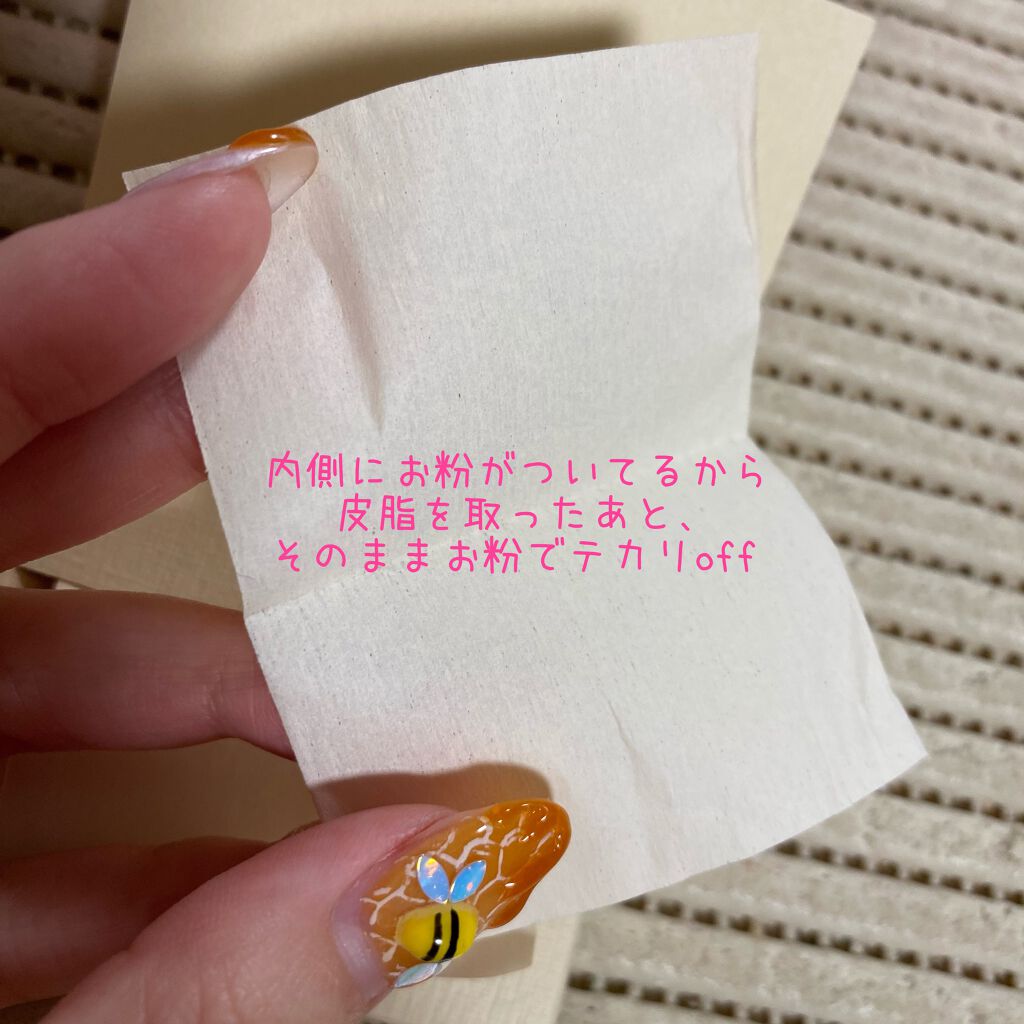 内側にお粉がついてるから
皮脂を取ったあと、
そのままお粉でテカリoff